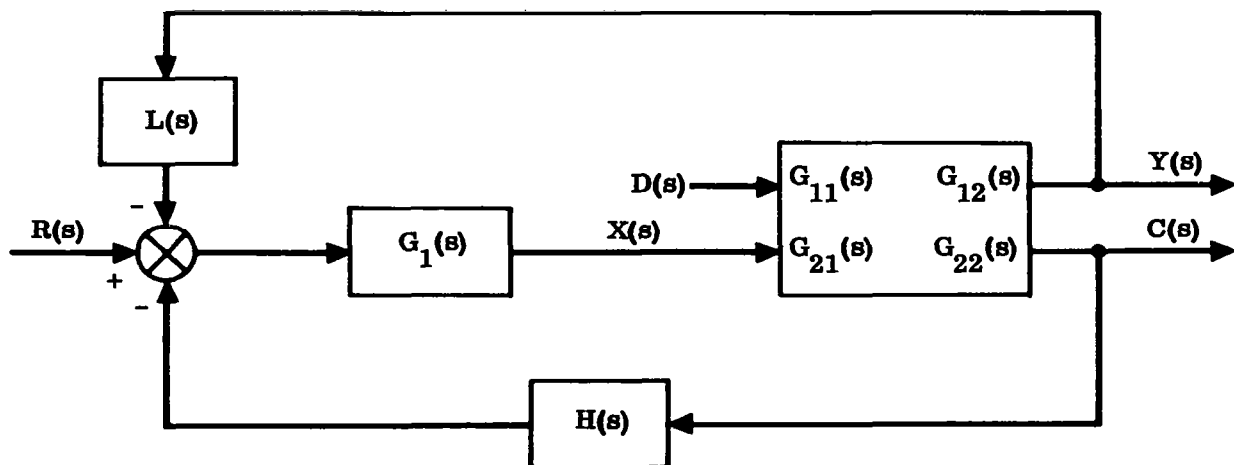 L(s)
-
R(s)
+
-
G1(s)
X(s)
D(s)
G11(s) G12(s)
G21(s) G22(s)
Y(s)
C(s)
H(s)